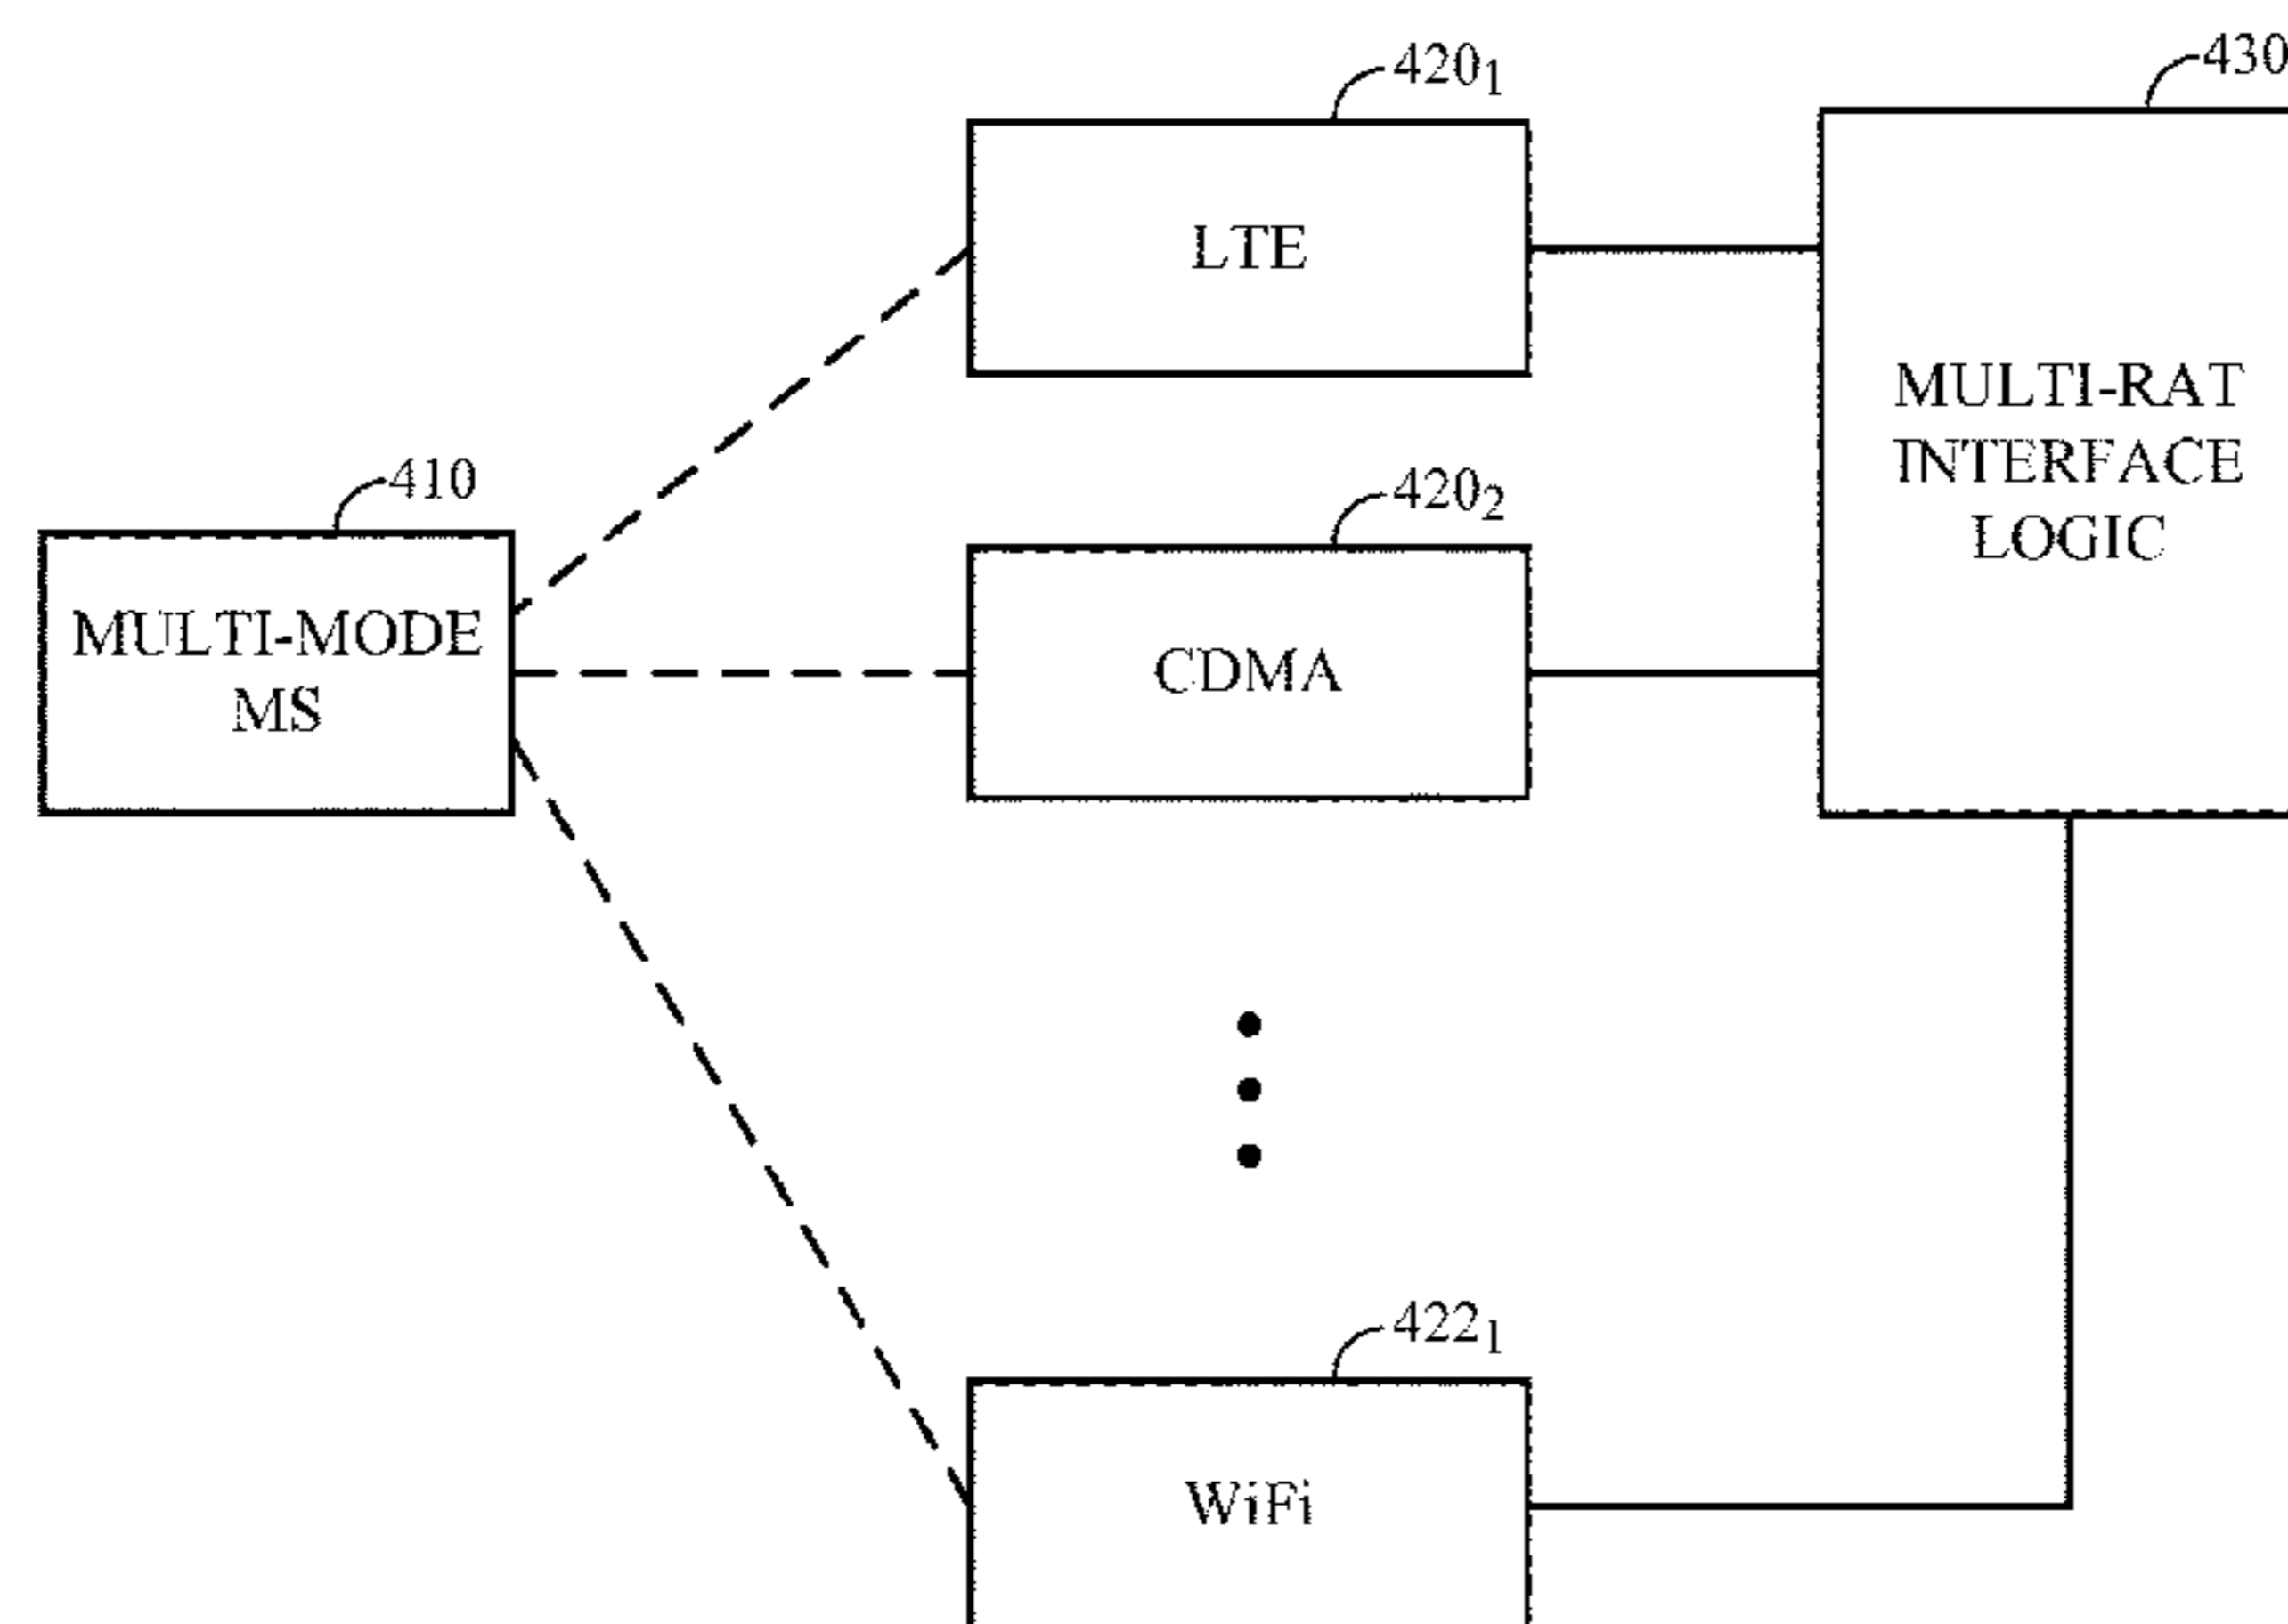 420₁
430
LTE
MULTI-RAT
INTERFACE
LOGIC
410
420₂
MULTI-MODE
MS
CDMA
422₁
WiFi